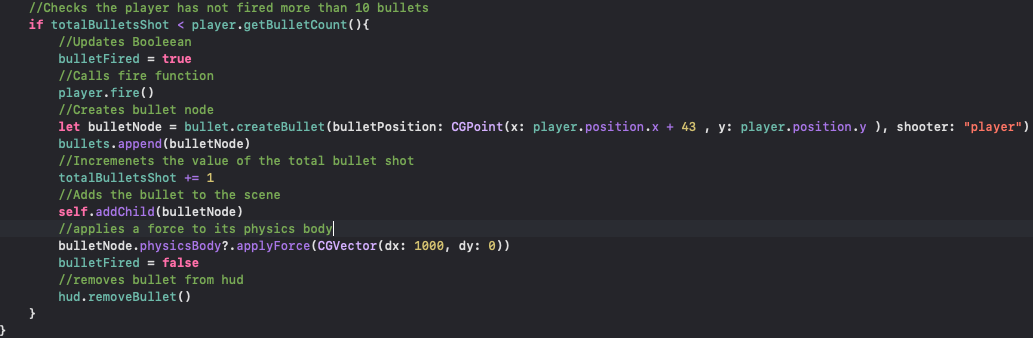 //Checks the player has not fired more than 10 bullets
if totalBulletsShot < player.getBulletCount(){
//Updates Booleean
bulletFired = true
//Calls fire function
player.fire()
//Creates bullet node
let bulletNode = bullet.createBullet(bulletPosition: CGPoint(x: player.position.x + 43 , y: player.position.y ), shooter: "player")
bullets.append(bulletNode)
//Incremenets the value of the total bullet shot
totalBulletsShot += 1
//Adds the bullet to the scene
self.addChild(bulletNode)
//applies a force to its physics body
bulletNode.physicsBody?.applyForce(CGVector(dx: 1000, dy: 0))
bulletFired = false
//removes bullet from hud
hud.removeBullet()
}
}